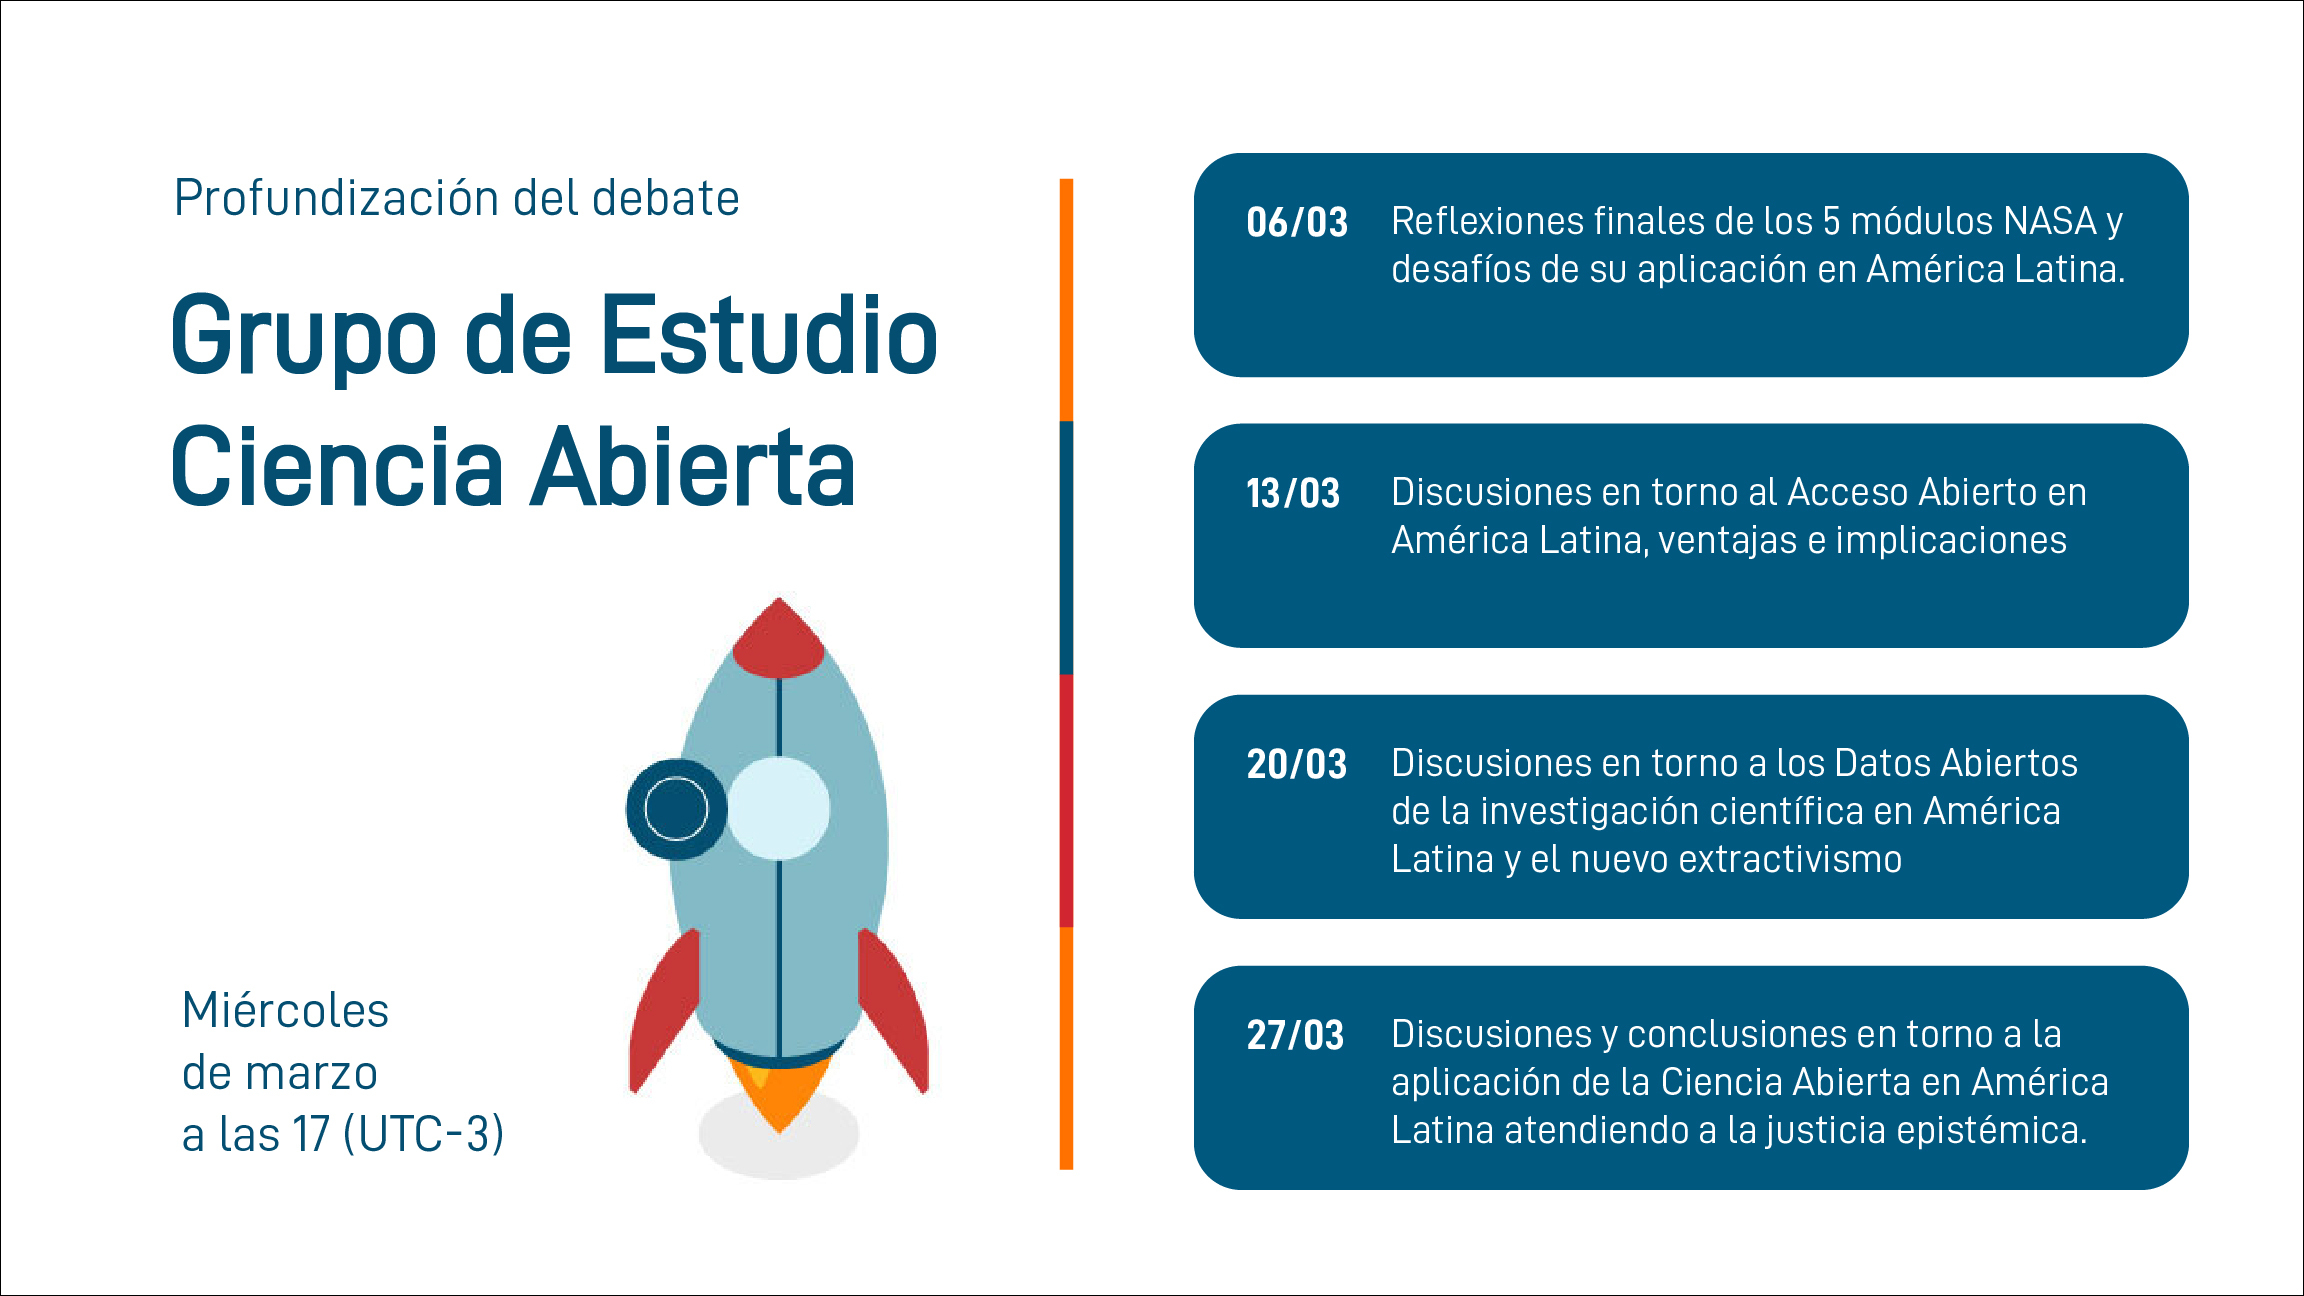 Profundización del debate
Grupo de Estudio
Ciencia Abierta
Miércoles
de marzo
a las 17 (UTC-3)
06/03 Reflexiones finales de los 5 módulos NASA y
desafíos de su aplicación en América Latina.
13/03 Discusiones en torno al Acceso Abierto en
América Latina, ventajas e implicaciones
20/03 Discusiones en torno a los Datos Abiertos
de la investigación científica en América
Latina y el nuevo extractivismo
27/03 Discusiones y conclusiones en torno a la
aplicación de la Ciencia Abierta en América
Latina atendiendo a la justicia epistémica.